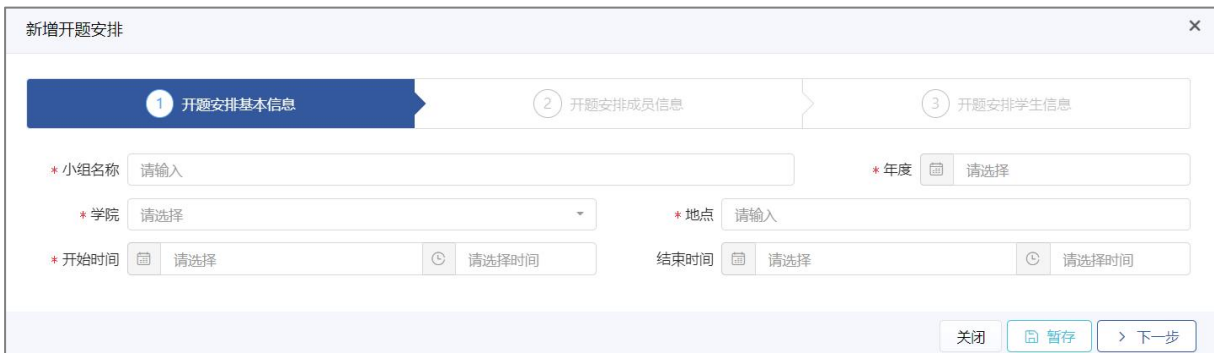 新增开题安排 ×
1 开题安排基本信息 2 开题安排成员信息 3 开题安排学生信息
* 小组名称 请输入 * 年度 请选择
* 学院 请选择 * 地点 请输入
* 开始时间 请选择 请选择时间 结束时间 请选择 请选择时间
关闭 暂存 > 下一步